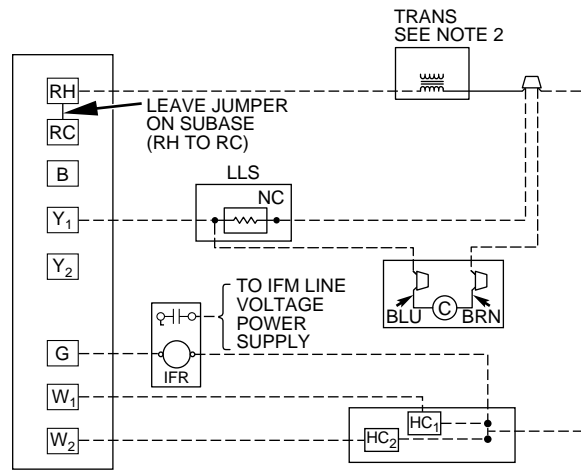 TRANS
SEE NOTE 2
RH
LEAVE JUMPER
ON SUBASE
(RH TO RC)
RC
B
LLS
NC
Y1
Y2
TO IFM LINE
VOLTAGE
POWER
SUPPLY
C
BLU
BRN
G
IFR
W1
HC1
W2
HC2